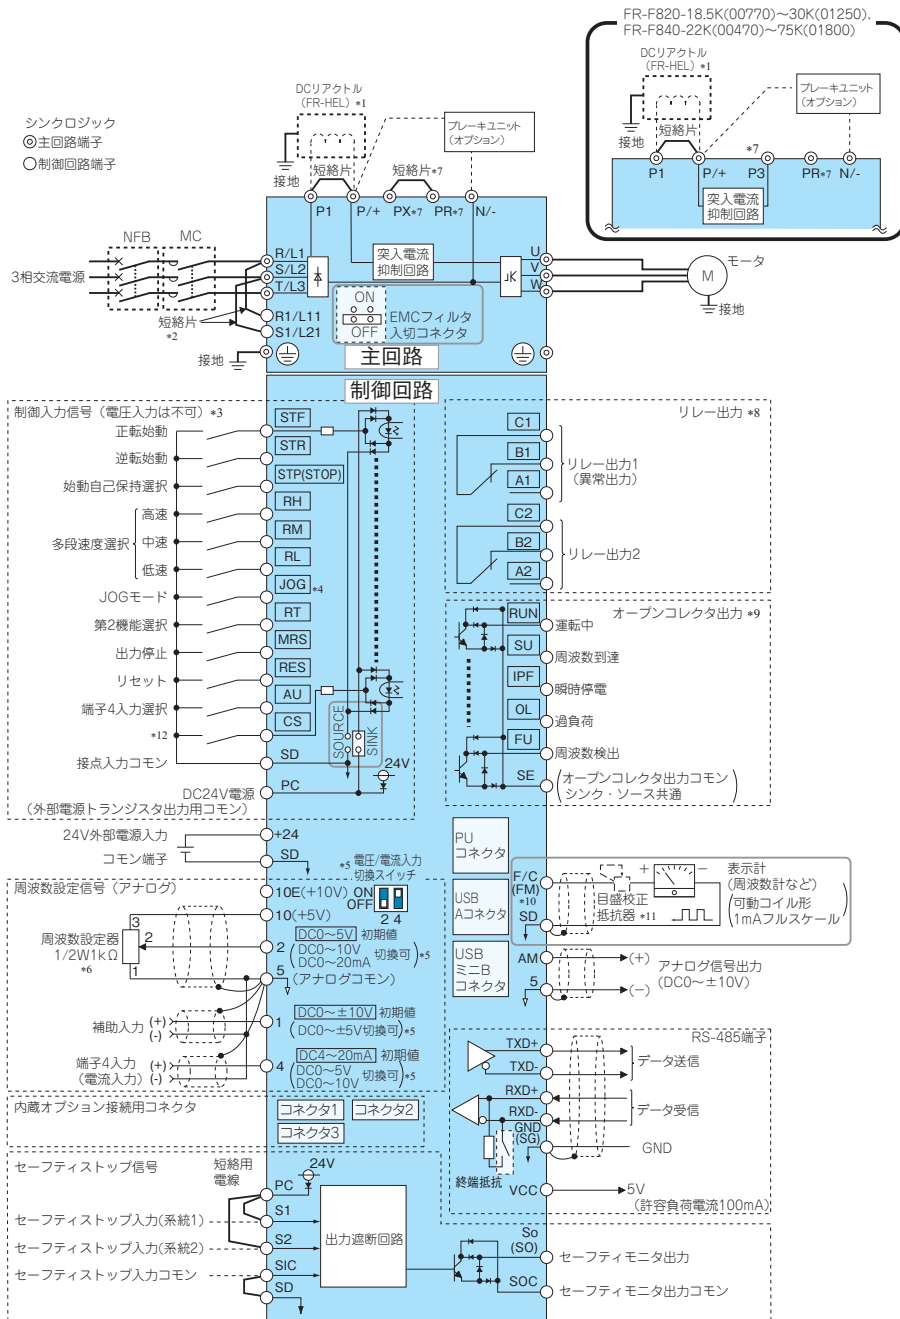 FR-F820-18.5K(00770)～30K(01250)、
FR-F840-22K(00470)～75K(01800)
DCリアクトル
(FR-HEL) *1
ブレーキユニット
(オプション)
接地
短絡片
*7
P1 P/+ P3 PR*7 N/-
突入電流
抑制回路
シンクロジック
◎主回路端子
○制御回路端子
DCリアクトル
(FR-HEL) *1
ブレーキユニット
(オプション)
接地
短絡片 短絡片*7
P1 P/+ PX*7 PR*7 N/-
NFB MC
3相交流電源
R/L1
S/L2
T/L3
R1/L11
S1/L21
短絡片
*2
接地
突入電流
抑制回路
ON
OFF
EMCフィルタ
入切コネクタ
U
V
W
M
モータ
接地
主回路
制御回路
制御入力信号（電圧入力は不可）*3
正転始動 STF
逆転始動 STR
始動自己保持選択 STP(STOP)
多段速度選択
高速 RH
中速 RM
低速 RL
JOGモード JOG *4
第2機能選択 RT
出力停止 MRS
リセット RES
端子4入力選択 AU
*12 CS
接点入力コモン SD
SOURCE
SINK
24V
DC24V電源 PC
(外部電源トランジスタ出力用コモン)
24V外部電源入力 +24
コモン端子 SD
リレー出力 *8
C1
B1
A1
リレー出力1
(異常出力)
C2
B2
A2
リレー出力2
オープンコレクタ出力 *9
RUN 運転中
SU 周波数到達
IPF 瞬時停電
OL 過負荷
FU 周波数検出
SE
(オープンコレクタ出力コモン
シンク・ソース共通)
周波数設定信号（アナログ）
*5 電圧/電流入力
切換スイッチ
10E(+10V)
ON
OFF
2 4
10(+5V)
周波数設定器
1/2W1kΩ
*6
3
2
1
2
DC0～5V 初期値
DC0～10V
DC0～20mA 切換可 *5
5
(アナログコモン)
補助入力 (+)
(-)
1
DC0～±10V 初期値
(DC0～±5V切換可)*5
端子4入力 (+)
(電流入力) (-)
4
DC4～20mA 初期値
DC0～5V
DC0～10V 切換可 *5
PU
コネクタ
USB
Aコネクタ
USB
ミニB
コネクタ
F/C
(FM)
*10
SD
目盛校正
抵抗器 *11
+ −
表示計
(周波数計など)
(可動コイル形
1mAフルスケール)
AM (+)
5 (−)
アナログ信号出力
(DC0～±10V)
RS-485端子
TXD+
TXD-
データ送信
RXD+
RXD-
データ受信
GND
(SG)
GND
終端抵抗
VCC
5V
(許容負荷電流100mA)
内蔵オプション接続用コネクタ
コネクタ1 コネクタ2
コネクタ3
セーフティストップ信号
短絡用
電線
24V
PC
セーフティストップ入力(系統1) S1
セーフティストップ入力(系統2) S2
セーフティストップ入力コモン SIC
SD
出力遮断回路
So
(SO)
セーフティモニタ出力
SOC
セーフティモニタ出力コモン